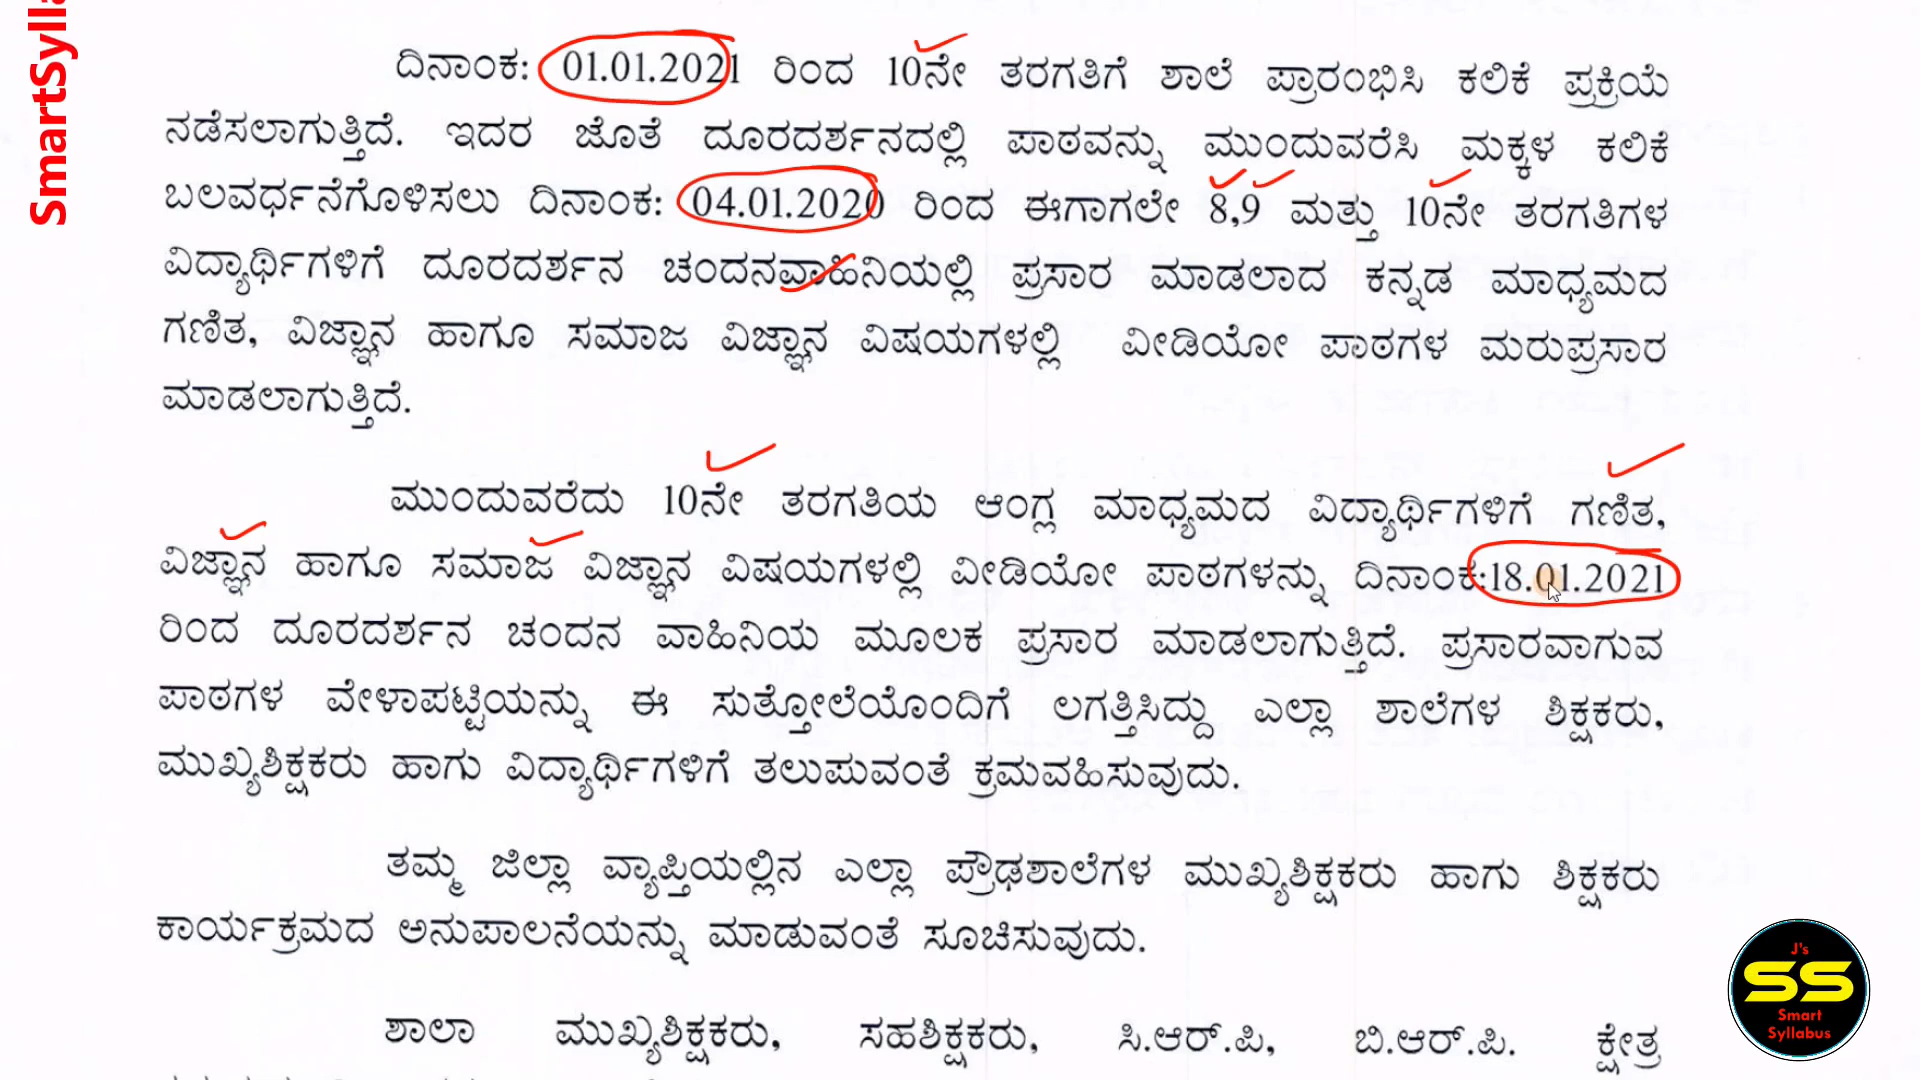 SmartSylla
ದಿನಾಂಕ: 01.01.2021 ರಿಂದ 10ನೇ ತರಗತಿಗೆ ಶಾಲೆ ಪ್ರಾರಂಭಿಸಿ ಕಲಿಕೆ ಪ್ರಕ್ರಿಯೆ
ನಡೆಸಲಾಗುತ್ತಿದೆ. ಇದರ ಜೊತೆ ದೂರದರ್ಶನದಲ್ಲಿ ಪಾಠವನ್ನು ಮುಂದುವರೆಸಿ ಮಕ್ಕಳ ಕಲಿಕೆ
ಬಲವರ್ಧನೆಗೊಳಿಸಲು ದಿನಾಂಕ: 04.01.2020 ರಿಂದ ಈಗಾಗಲೇ 8,9 ಮತ್ತು 10ನೇ ತರಗತಿಗಳ
ವಿದ್ಯಾರ್ಥಿಗಳಿಗೆ ದೂರದರ್ಶನ ಚಂದನವಾಹಿನಿಯಲ್ಲಿ ಪ್ರಸಾರ ಮಾಡಲಾದ ಕನ್ನಡ ಮಾಧ್ಯಮದ
ಗಣಿತ, ವಿಜ್ಞಾನ ಹಾಗೂ ಸಮಾಜ ವಿಜ್ಞಾನ ವಿಷಯಗಳಲ್ಲಿ ವೀಡಿಯೋ ಪಾಠಗಳ ಮರುಪ್ರಸಾರ
ಮಾಡಲಾಗುತ್ತಿದೆ.
ಮುಂದುವರೆದು 10ನೇ ತರಗತಿಯ ಆಂಗ್ಲ ಮಾಧ್ಯಮದ ವಿದ್ಯಾರ್ಥಿಗಳಿಗೆ ಗಣಿತ,
ವಿಜ್ಞಾನ ಹಾಗೂ ಸಮಾಜ ವಿಜ್ಞಾನ ವಿಷಯಗಳಲ್ಲಿ ವೀಡಿಯೋ ಪಾಠಗಳನ್ನು ದಿನಾಂಕ:18.01.2021
ರಿಂದ ದೂರದರ್ಶನ ಚಂದನ ವಾಹಿನಿಯ ಮೂಲಕ ಪ್ರಸಾರ ಮಾಡಲಾಗುತ್ತಿದೆ. ಪ್ರಸಾರವಾಗುವ
ಪಾಠಗಳ ವೇಳಾಪಟ್ಟಿಯನ್ನು ಈ ಸುತ್ತೋಲೆಯೊಂದಿಗೆ ಲಗತ್ತಿಸಿದ್ದು ಎಲ್ಲಾ ಶಾಲೆಗಳ ಶಿಕ್ಷಕರು,
ಮುಖ್ಯಶಿಕ್ಷಕರು ಹಾಗು ವಿದ್ಯಾರ್ಥಿಗಳಿಗೆ ತಲುಪುವಂತೆ ಕ್ರಮವಹಿಸುವುದು.
ತಮ್ಮ ಜಿಲ್ಲಾ ವ್ಯಾಪ್ತಿಯಲ್ಲಿನ ಎಲ್ಲಾ ಪ್ರೌಢಶಾಲೆಗಳ ಮುಖ್ಯಶಿಕ್ಷಕರು ಹಾಗು ಶಿಕ್ಷಕರು
ಕಾರ್ಯಕ್ರಮದ ಅನುಪಾಲನೆಯನ್ನು ಮಾಡುವಂತೆ ಸೂಚಿಸುವುದು.
ಶಾಲಾ ಮುಖ್ಯಶಿಕ್ಷಕರು, ಸಹಶಿಕ್ಷಕರು, ಸಿ.ಆರ್.ಪಿ, ಬಿ.ಆರ್.ಪಿ. ಕ್ಷೇತ್ರ
J's
SS
Smart
Syllabus